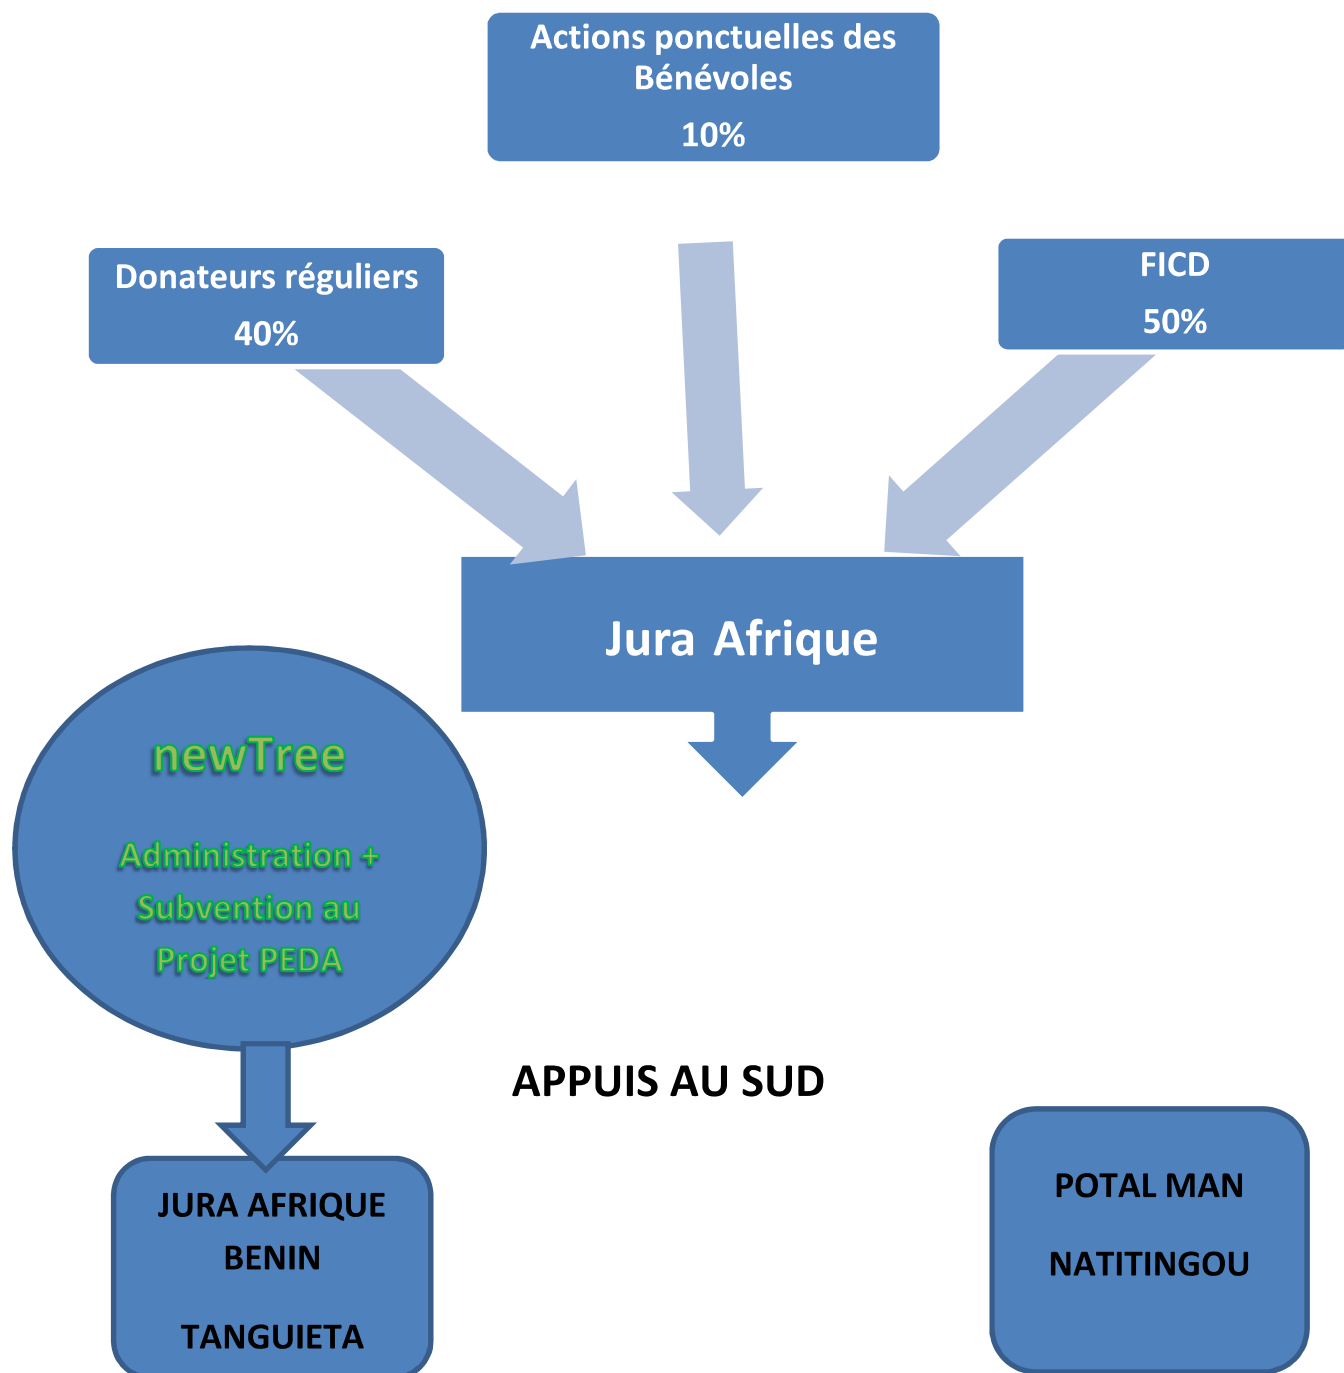 Actions ponctuelles des
Bénévoles
10%
Donateurs réguliers
40%
FICD
50%
Jura Afrique
newTree
Administration +
Subvention au
Projet PEDA
APPUIS AU SUD
JURA AFRIQUE
BENIN
TANGUIETA
POTAL MAN
NATITINGOU